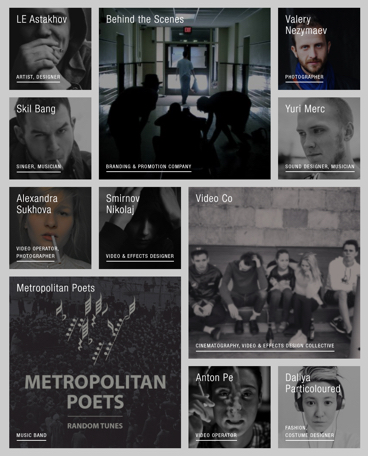 LE Astakhov
ARTIST, DESIGNER
Behind the Scenes
BRANDING & PROMOTION COMPANY
Valery
Nezymaev
PHOTOGRAPHER
Skil Bang
SINGER, MUSICIAN
Yuri Merc
SOUND DESIGNER, MUSICIAN
Alexandra
Sukhova
VIDEO OPERATOR,
PHOTOGRAPHER
Smirnov
Nikolaj
VIDEO & EFFECTS DESIGNER
Video Co
CINEMATOGRAPHY, VIDEO & EFFECTS DESIGN COLLECTIVE
Metropolitan Poets
METROPOLITAN
POETS
RANDOM TUNES
MUSIC BAND
Anton Pe
VIDEO OPERATOR
Daliya
Particoloured
FASHION,
COSTUME DESIGNER